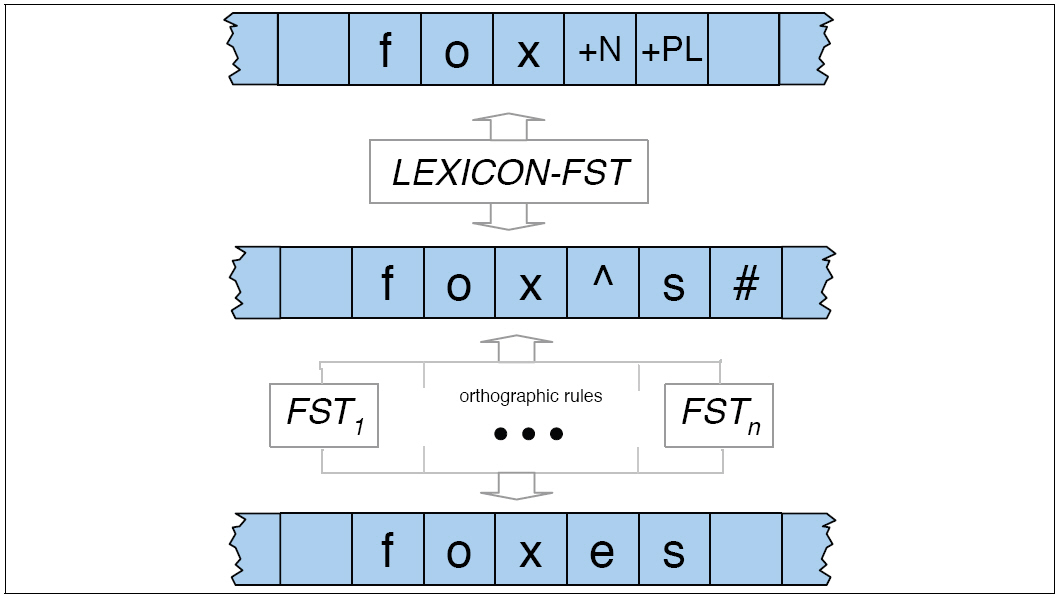 f o x +N +PL
LEXICON-FST
f o x ^ s #
orthographic rules
FST1 ••• FSTn
f o x e s